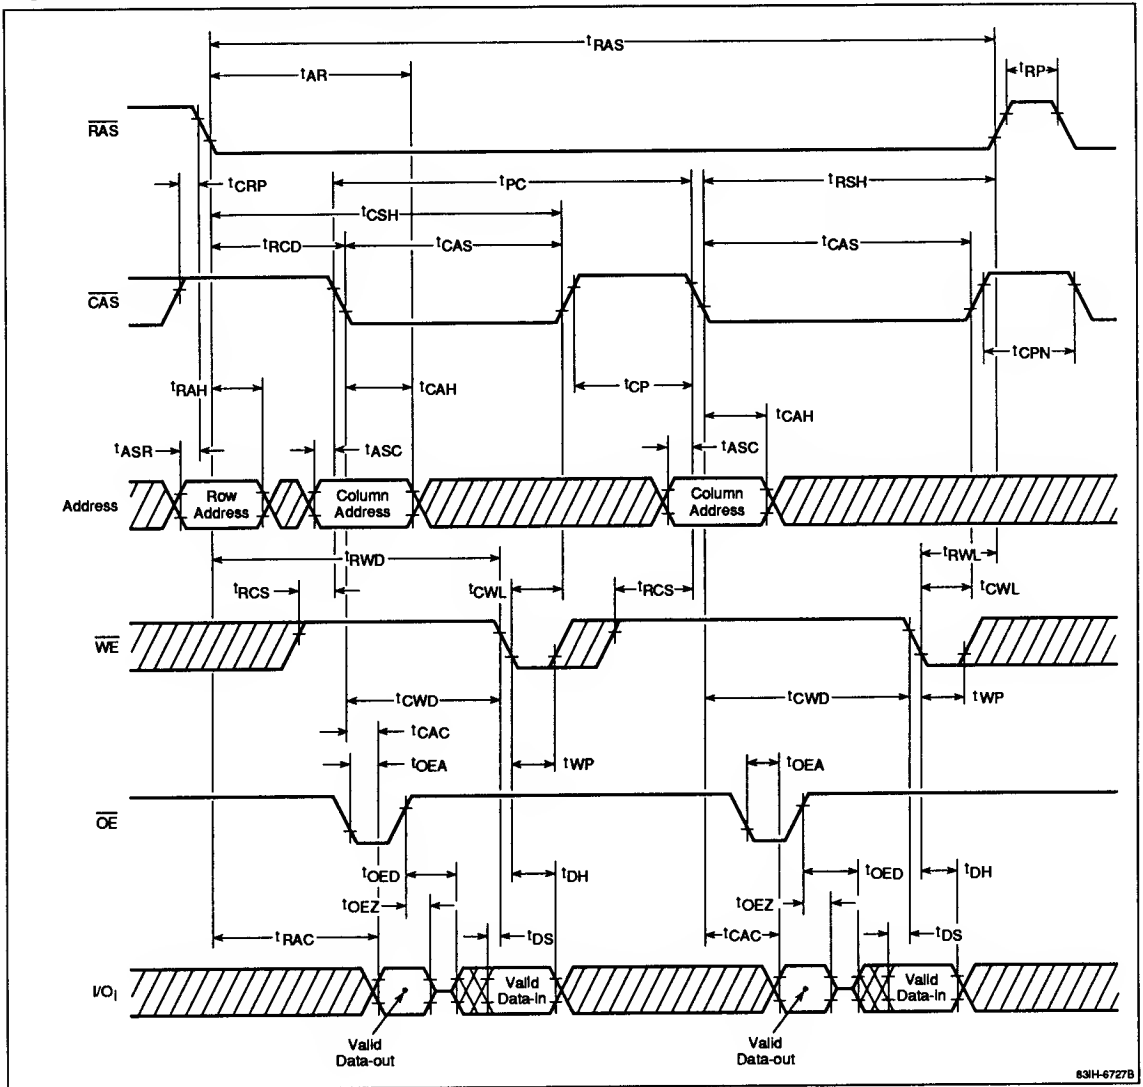 tRAS
tAR
tRP
RAS
tCRP
tPC
tRSH
tCSH
tRCD
tCAS
tCAS
CAS
tCPN
tRAH
tCAH
tCP
tCAH
tASR
tASC
tASC
Address
Row
Address
Column
Address
Column
Address
tRWD
tRWL
tRCS
tCWL
tRCS
tCWL
WE
tCWD
tCWD
tWP
tCAC
tOEA
tWP
tOEA
OE
tOED
tDH
tOED
tDH
tOEZ
tOEZ
tRAC
tDS
tCAC
tDS
I/OI
Valid
Data-in
Valid
Data-in
Valid
Data-out
Valid
Data-out
83IH-6727B